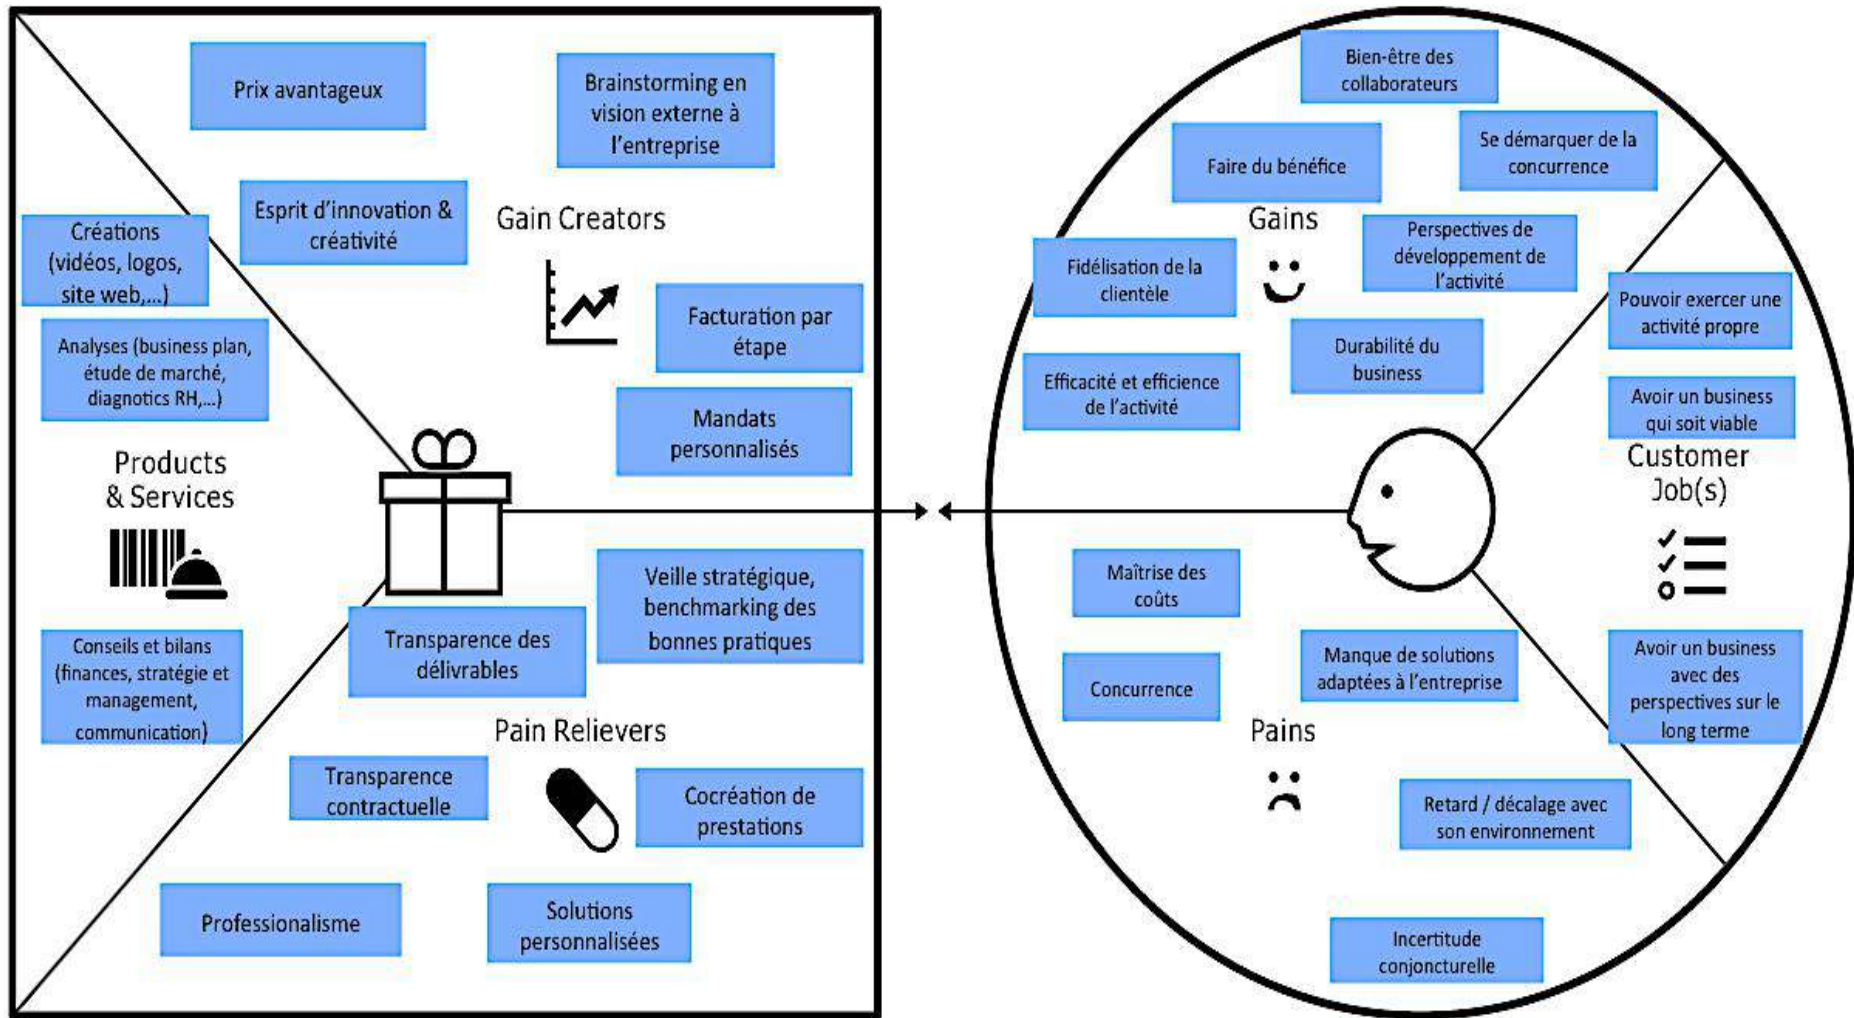 Prix avantageux
Brainstorming en
vision externe à
l'entreprise
Esprit d'innovation &
créativité
Gain Creators
Créations
(vidéos, logos,
site web,...)
Facturation par
étape
Analyses (business plan,
étude de marché,
diagnotics RH,...)
Mandats
personnalisés
Products
& Services
Veille stratégique,
benchmarking des
bonnes pratiques
Transparence des
délivrables
Conseils et bilans
(finances, stratégie et
management,
communication)
Pain Relievers
Transparence
contractuelle
Cocréation de
prestations
Professionalisme
Solutions
personnalisées
Bien-être des
collaborateurs
Se démarquer de la
concurrence
Faire du bénéfice
Gains
Perspectives de
développement de
l'activité
Fidélisation de la
clientèle
Pouvoir exercer une
activité propre
Durabilité du
business
Efficacité et efficience
de l'activité
Avoir un business
qui soit viable
Customer
Job(s)
Maîtrise des
coûts
Manque de solutions
adaptées à l'entreprise
Concurrence
Avoir un business
avec des
perspectives sur le
long terme
Pains
Retard / décalage avec
son environnement
Incertitude
conjoncturelle